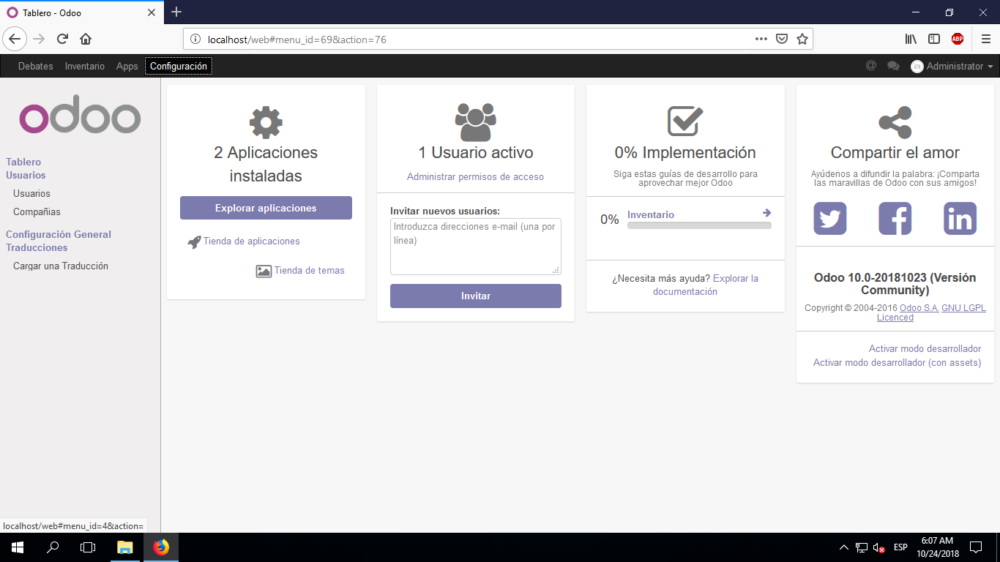 Tablero - Odoo
localhost/web#menu_id=69&action=76
ABP
Debates Inventario Apps Configuración
@ Administrator
odoo
Tablero
Usuarios
Usuarios
Compañias
Configuración General
Traducciones
Cargar una Traducción
2 Aplicaciones
instaladas
Explorar aplicaciones
Tienda de aplicaciones
Tienda de temas
1 Usuario activo
Administrar permisos de acceso
Invitar nuevos usuarios:
Introduzca direcciones e-mail (una por
línea)
Invitar
0% Implementación
Siga estas guías de desarrollo para
aprovechar mejor Odoo
0% Inventario
¿Necesita más ayuda? Explorar la
documentación
Compartir el amor
Ayúdenos a difundir la palabra: ¡Comparta
las maravillas de Odoo con sus amigos!
in
Odoo 10.0-20181023 (Versión
Community)
Copyright © 2004-2016 Odoo S.A. GNU LGPL
Licenced
Activar modo desarrollador
Activar modo desarrollador (con assets)
localhost/web#menu_id=4&action=
ESP
6:07 AM
10/24/2018